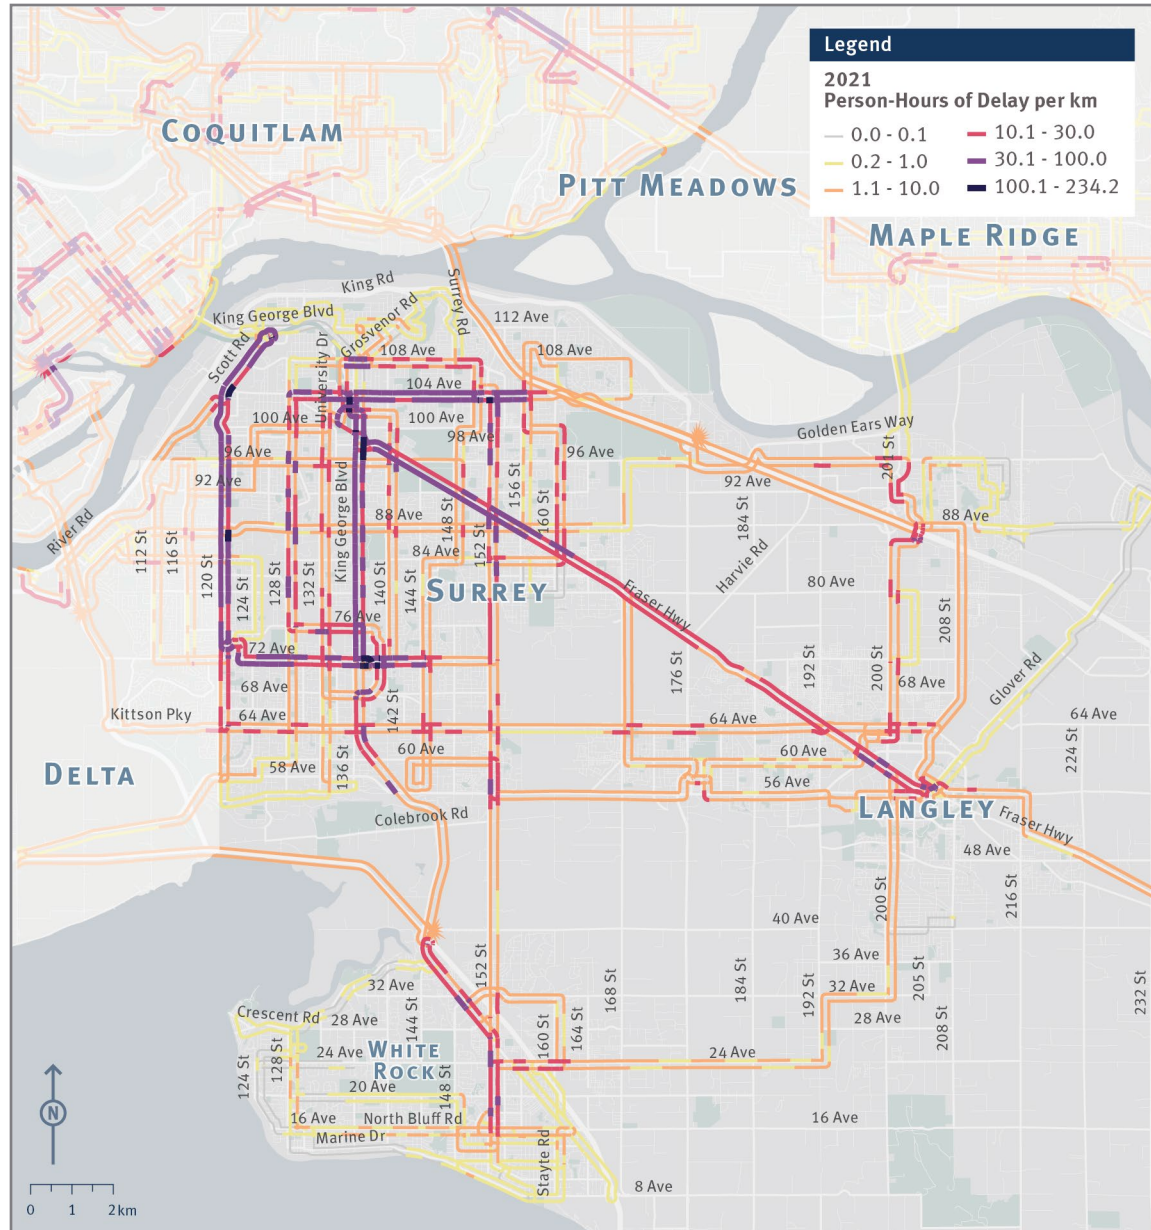 Legend
2021
Person-Hours of Delay per km
0.0 - 0.1
10.1 - 30.0
0.2 - 1.0
30.1 - 100.0
1.1 - 10.0
100.1 - 234.2
COQUITLAM
PITT MEADOWS
MAPLE RIDGE
King Rd
King George Blvd
Surrey Rd
Grosvenor Rd
112 Ave
Scott Rd
University Dr
108 Ave
108 Ave
104 Ave
100 Ave
100 Ave
Golden Ears Way
98 Ave
96 Ave
96 Ave
201 St
92 Ave
92 Ave
King George Blvd
156 St
160 St
184 St
River Rd
88 Ave
88 Ave
148 St
152 St
112 St
116 St
120 St
124 St
128 St
132 St
140 St
144 St
84 Ave
Harvie Rd
SURREY
80 Ave
Fraser Hwy
208 St
76 Ave
72 Ave
176 St
192 St
200 St
68 Ave
68 Ave
Glover Rd
142 St
Kittson Pky
64 Ave
64 Ave
64 Ave
224 St
136 St
60 Ave
60 Ave
DELTA
58 Ave
56 Ave
LANGLEY
Colebrook Rd
Fraser Hwy
48 Ave
200 St
216 St
40 Ave
152 St
36 Ave
205 St
32 Ave
144 St
168 St
184 St
192 St
32 Ave
232 St
Crescent Rd
28 Ave
28 Ave
160 St
164 St
208 St
124 St
128 St
24 Ave
WHITE
ROCK
24 Ave
148 St
20 Ave
16 Ave
North Bluff Rd
16 Ave
Marine Dr
Stayte Rd
8 Ave
N
0 1 2km